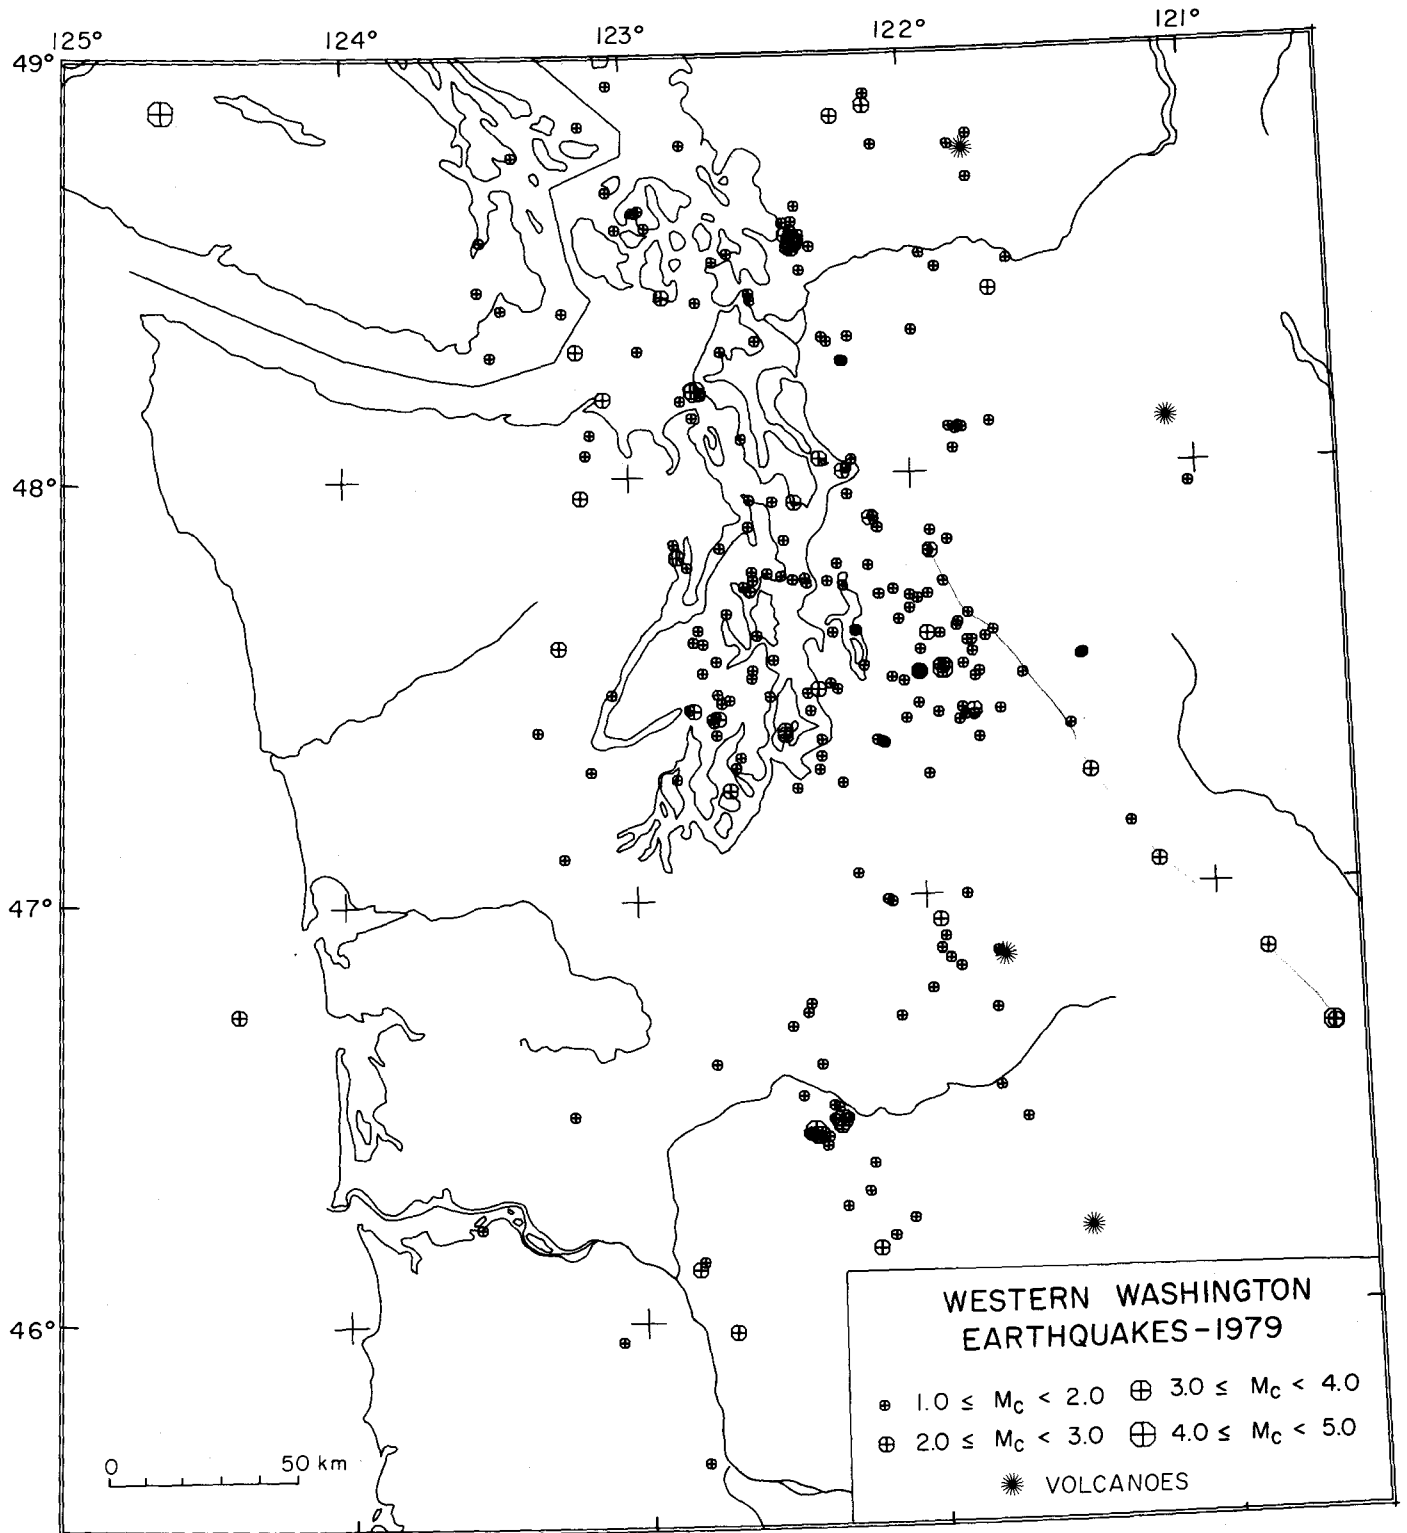 125° 124° 123° 122° 121°
49°
48°
47°
46°
WESTERN WASHINGTON
EARTHQUAKES-1979
1.0 ≤ Mc < 2.0 3.0 ≤ Mc < 4.0
2.0 ≤ Mc < 3.0 4.0 ≤ Mc < 5.0
VOLCANOES
0 50 km